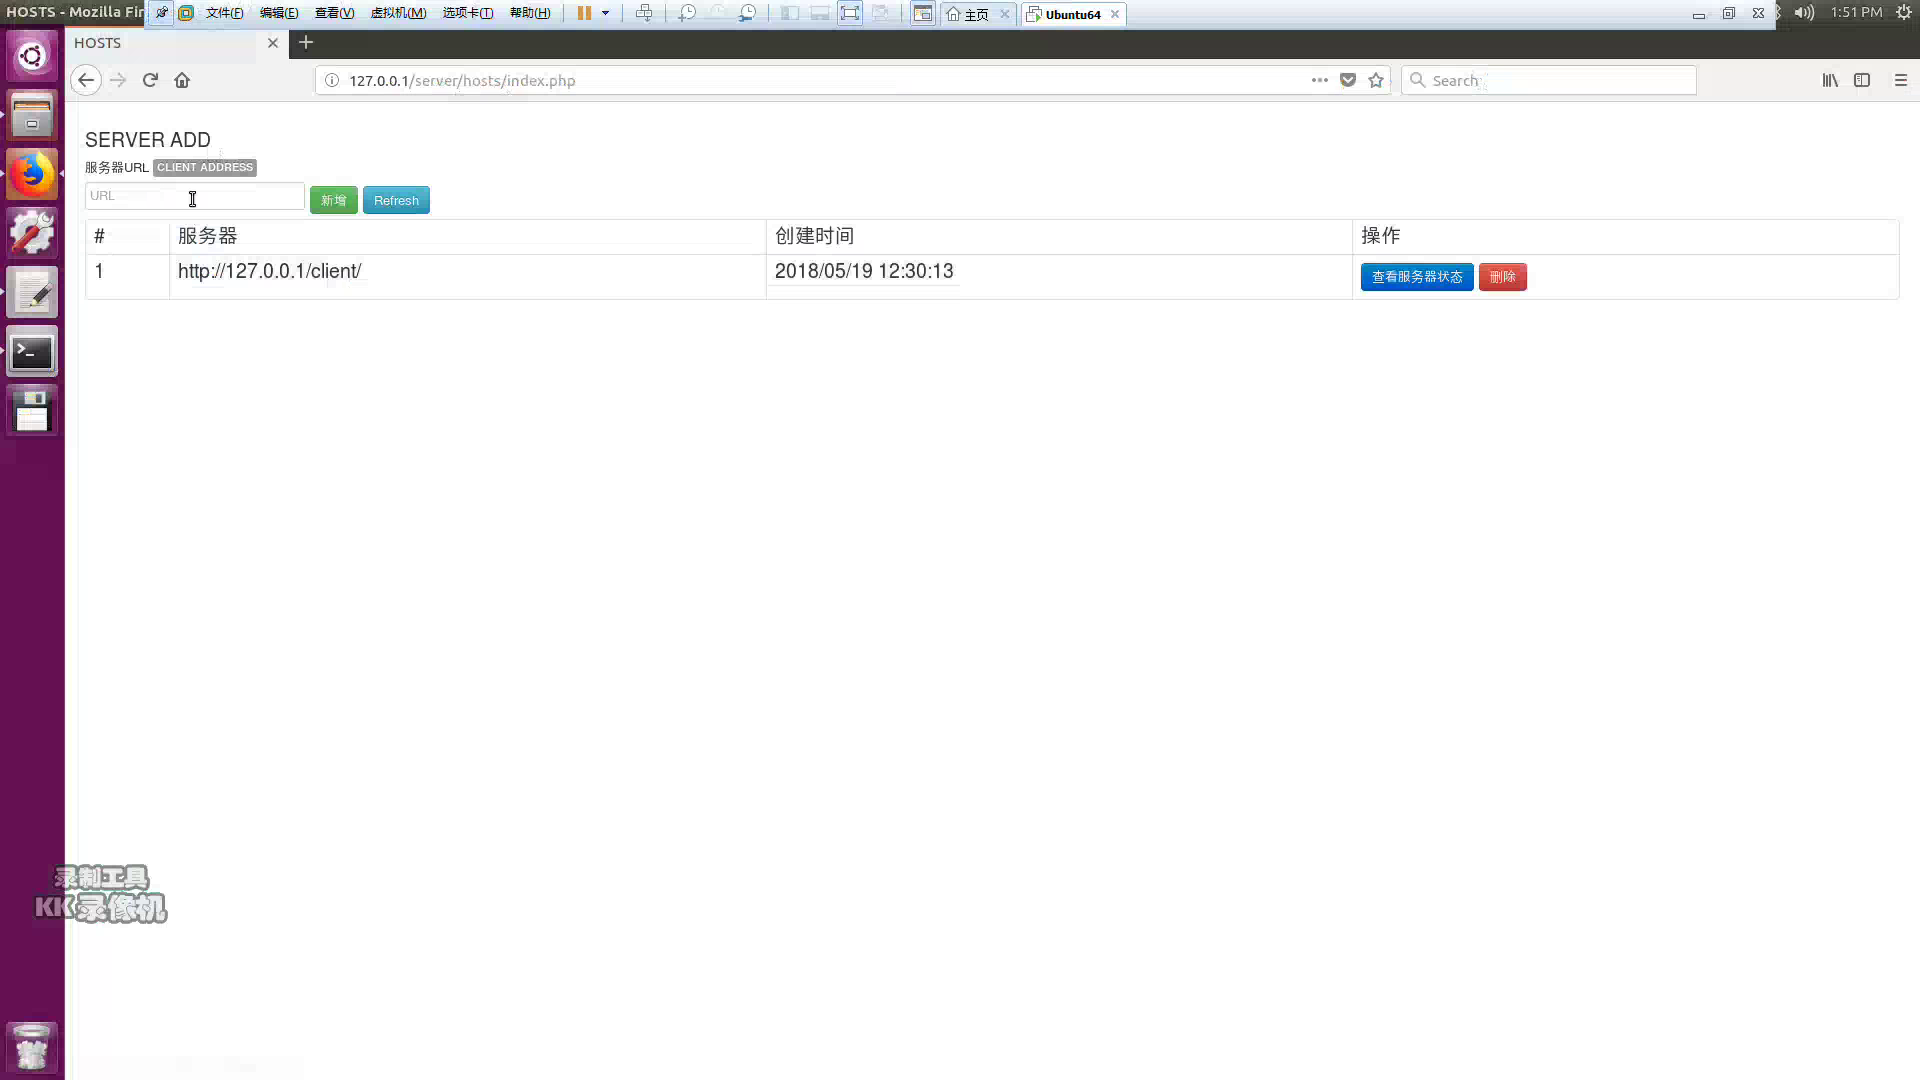 HOSTS - Mozilla Fir
文件(F) 编辑(E) 查看(V) 虚拟机(M) 选项卡(T) 帮助(H) 主页 Ubuntu64 1:51 PM
HOSTS
127.0.0.1/server/hosts/index.php Search
SERVER ADD
服务器URL CLIENT ADDRESS
URL 新增 Refresh
# 服务器 创建时间 操作
1 http://127.0.0.1/client/ 2018/05/19 12:30:13 查看服务器状态 删除
录制工具
KK录像机